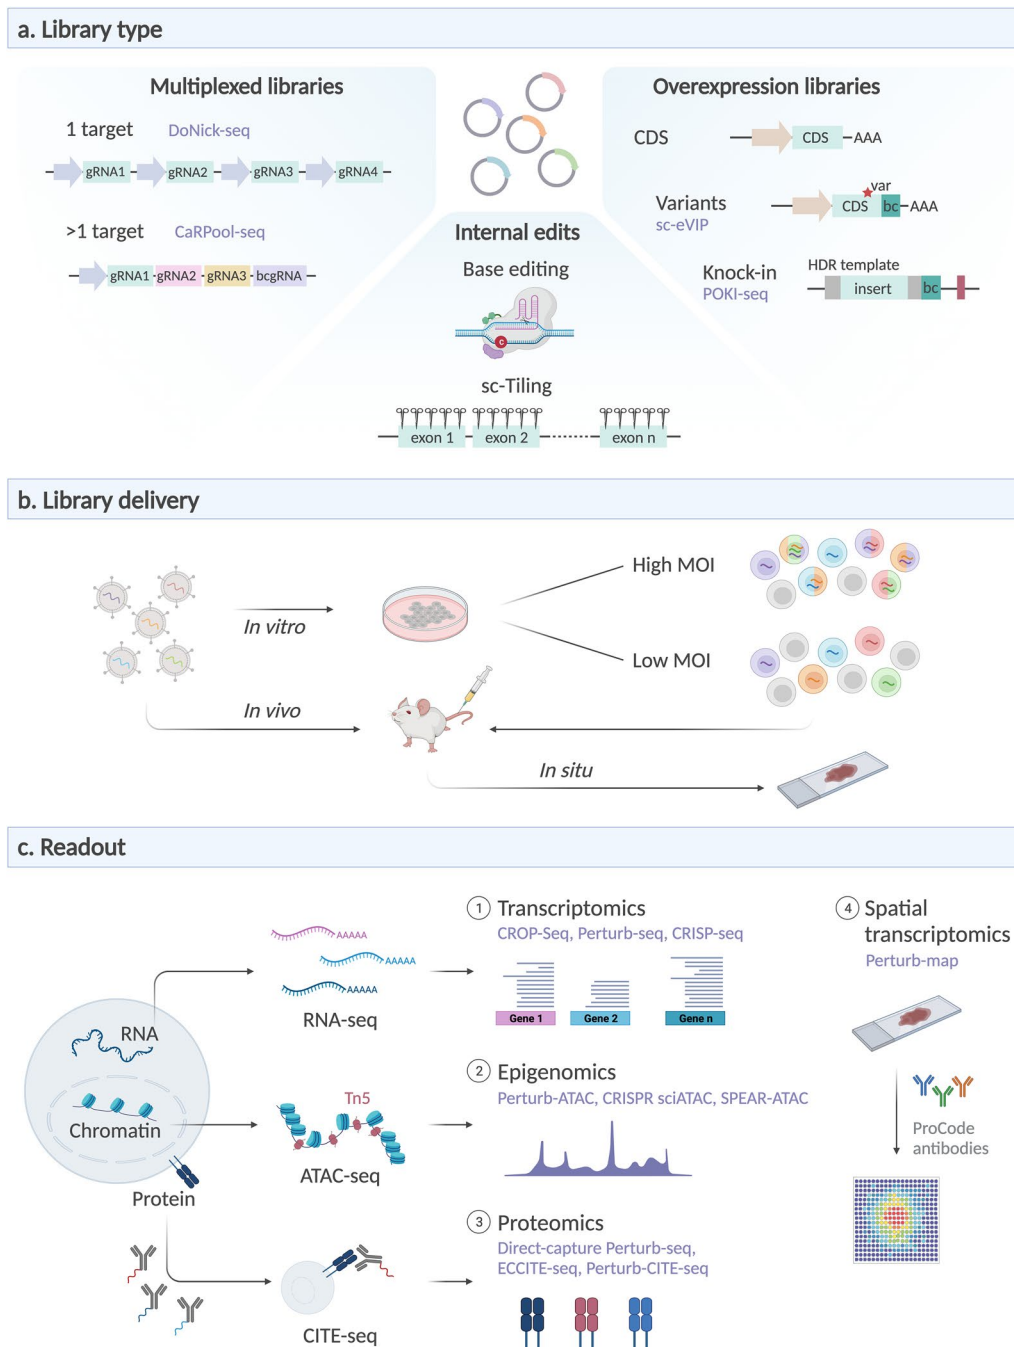 a. Library type
Multiplexed libraries
1 target DoNick-seq
gRNA1 gRNA2 gRNA3 gRNA4
>1 target CaRPool-seq
gRNA1 gRNA2 gRNA3 bcgRNA
Internal edits
Base editing
C
sc-Tiling
exon 1 exon 2 exon n
Overexpression libraries
CDS
CDS AAA
var
Variants
sc-eVIP
CDS bc AAA
Knock-in
POKI-seq
HDR template
insert bc
b. Library delivery
In vitro
High MOI
Low MOI
In vivo
In situ
c. Readout
RNA
Chromatin
Protein
AAAAA
AAAAA
AAAAA
RNA-seq
Tn5
ATAC-seq
CITE-seq
1 Transcriptomics
CROP-Seq, Perturb-seq, CRISP-seq
Gene 1 Gene 2 Gene n
2 Epigenomics
Perturb-ATAC, CRISPR sciATAC, SPEAR-ATAC
3 Proteomics
Direct-capture Perturb-seq,
ECCITE-seq, Perturb-CITE-seq
4 Spatial
transcriptomics
Perturb-map
ProCode
antibodies